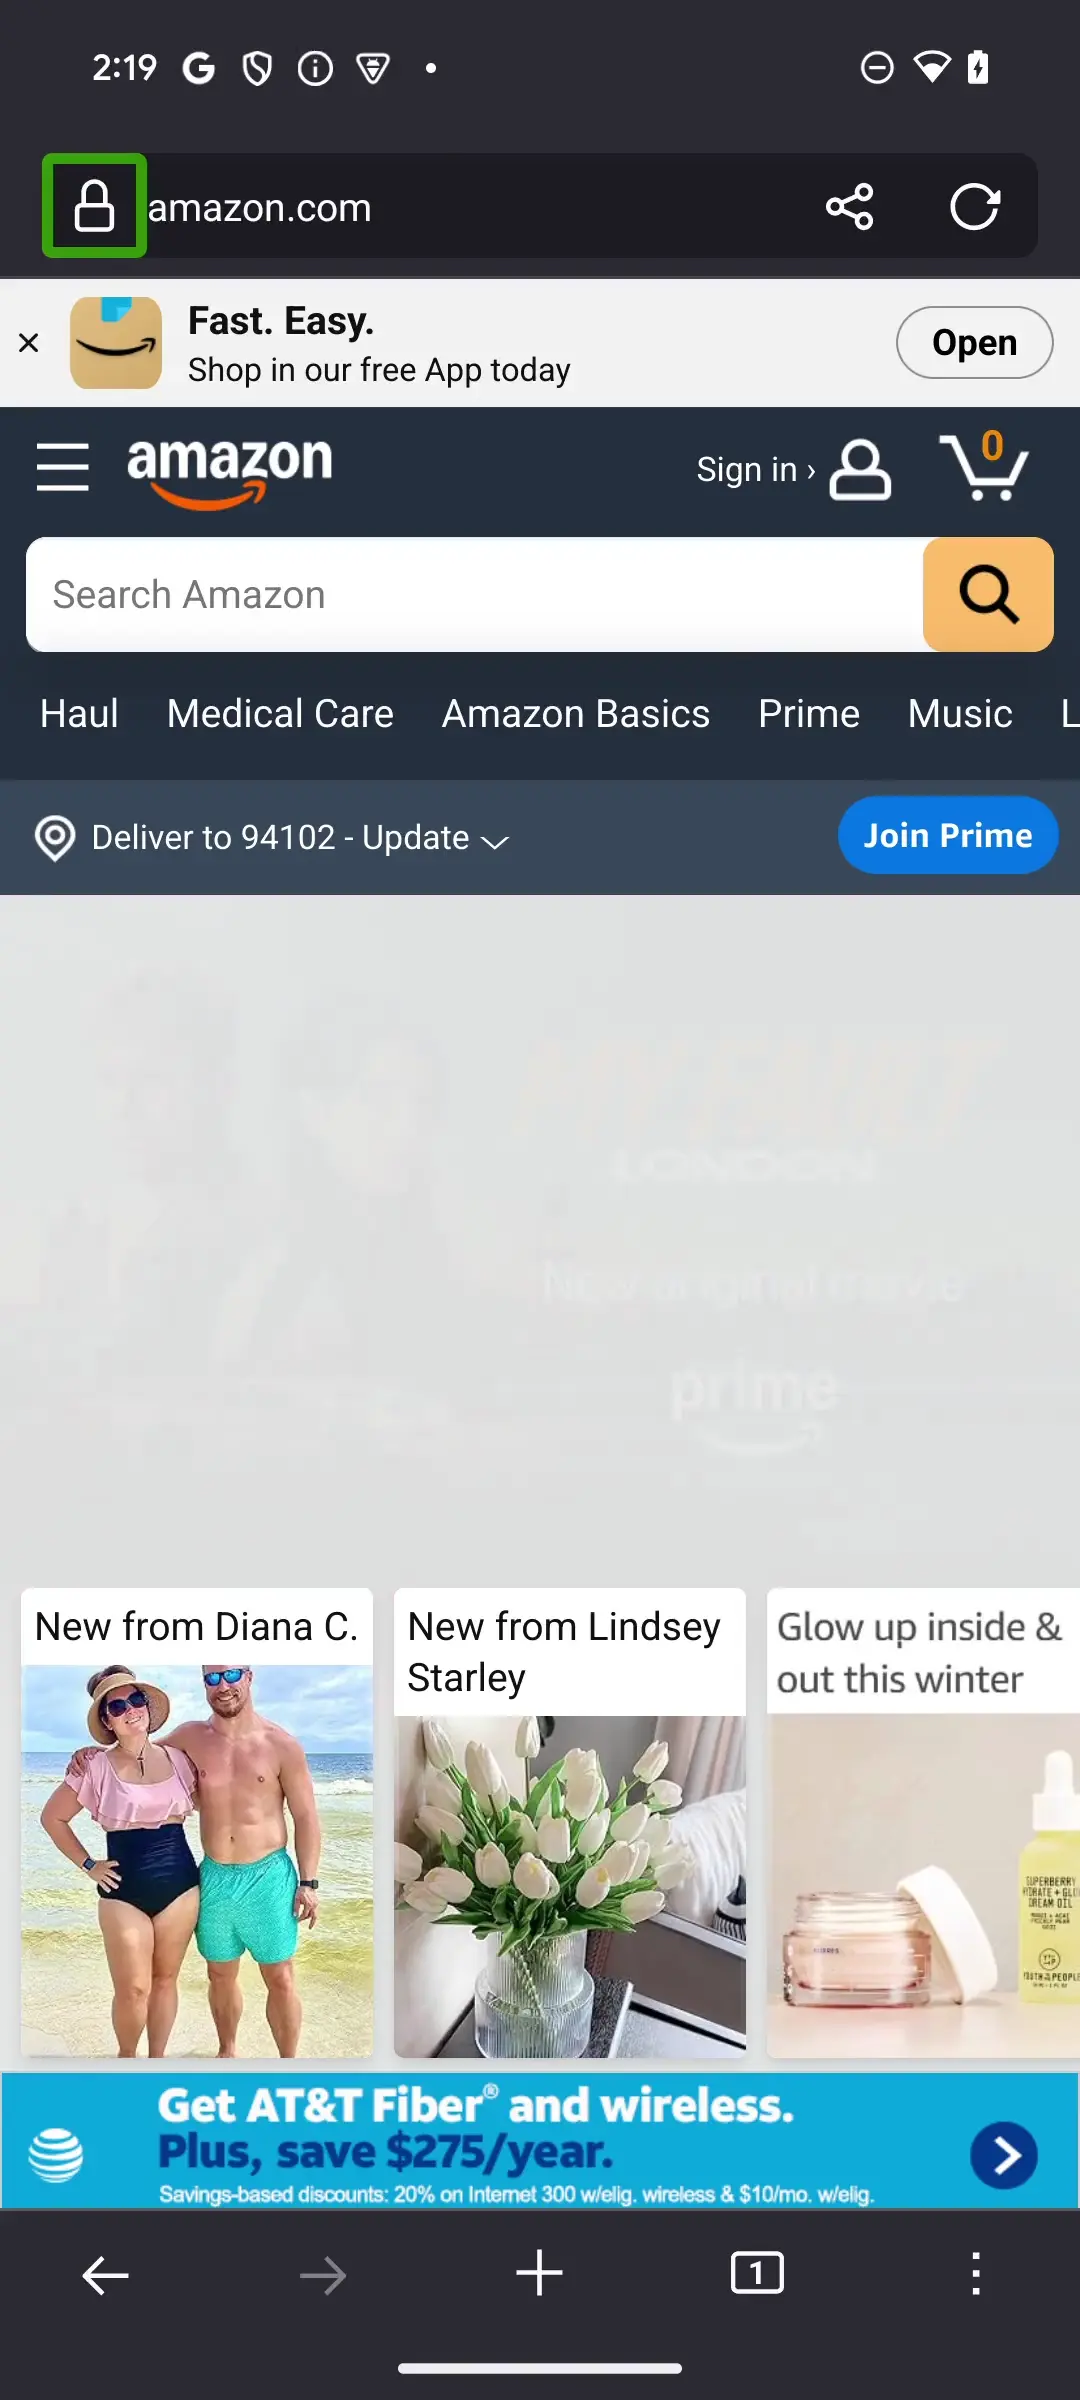 2:19
amazon.com
Fast. Easy.
Shop in our free App today
Open
amazon
Sign in ›
0
Search Amazon
Haul Medical Care Amazon Basics Prime Music L
Deliver to 94102 - Update
Join Prime
LONDON
New original movie
prime
New from Diana C.
New from Lindsey
Starley
Glow up inside &
out this winter
SUPERBERRY
HYDRATE + GLOW
DREAM OIL
YOUTH TO THE PEOPLE
Get AT&T Fiber® and wireless.
Plus, save $275/year.
Savings-based discounts: 20% on Internet 300 w/elig. wireless & $10/mo. w/elig.
1